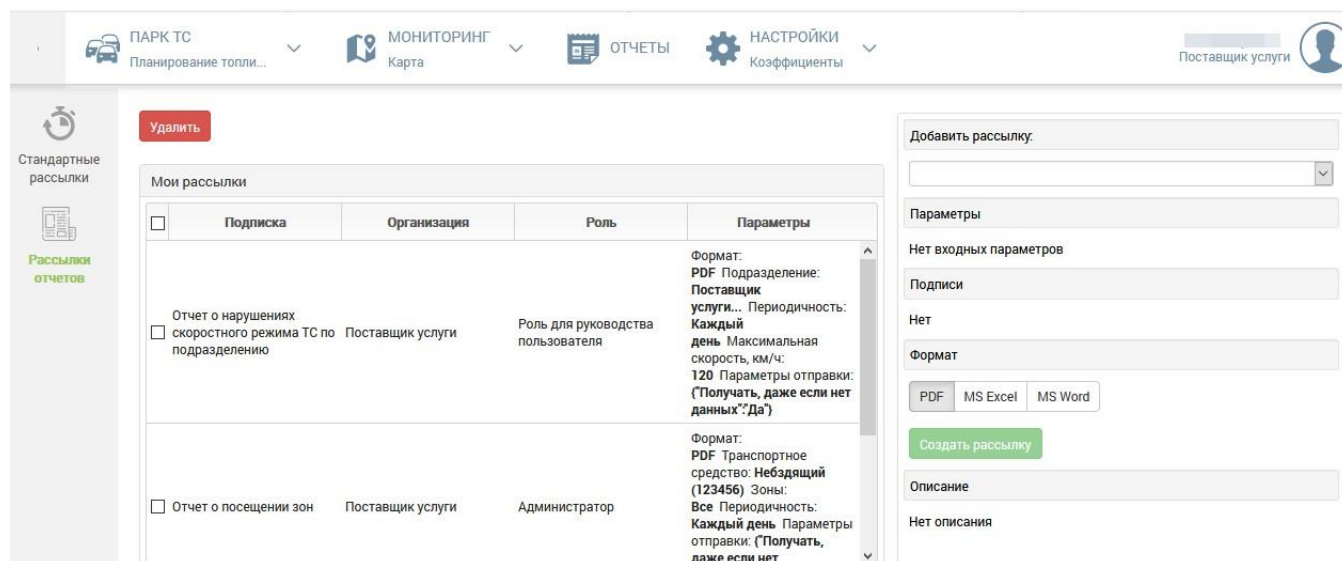 ПАРК ТС
Планирование топли...
МОНИТОРИНГ
Карта
ОТЧЕТЫ
НАСТРОЙКИ
Коэффициенты
Поставщик услуги
Стандартные
рассылки
Рассылки
отчетов
Удалить
Мои рассылки
Подписка
Организация
Роль
Параметры
Отчет о нарушениях
скоростного режима ТС по
подразделению
Поставщик услуги
Роль для руководства
пользователя
Формат:
PDF Подразделение:
Поставщик
услуги... Периодичность:
Каждый
день Максимальная
скорость, км/ч:
120 Параметры отправки:
{"Получать, даже если нет
данных":"Да"}
Отчет о посещении зон
Поставщик услуги
Администратор
Формат:
PDF Транспортное
средство: Небздящий
(123456) Зоны:
Все Периодичность:
Каждый день Параметры
отправки: {"Получать,
даже если нет
Добавить рассылку:
Параметры
Нет входных параметров
Подписи
Нет
Формат
PDF MS Excel MS Word
Создать рассылку
Описание
Нет описания